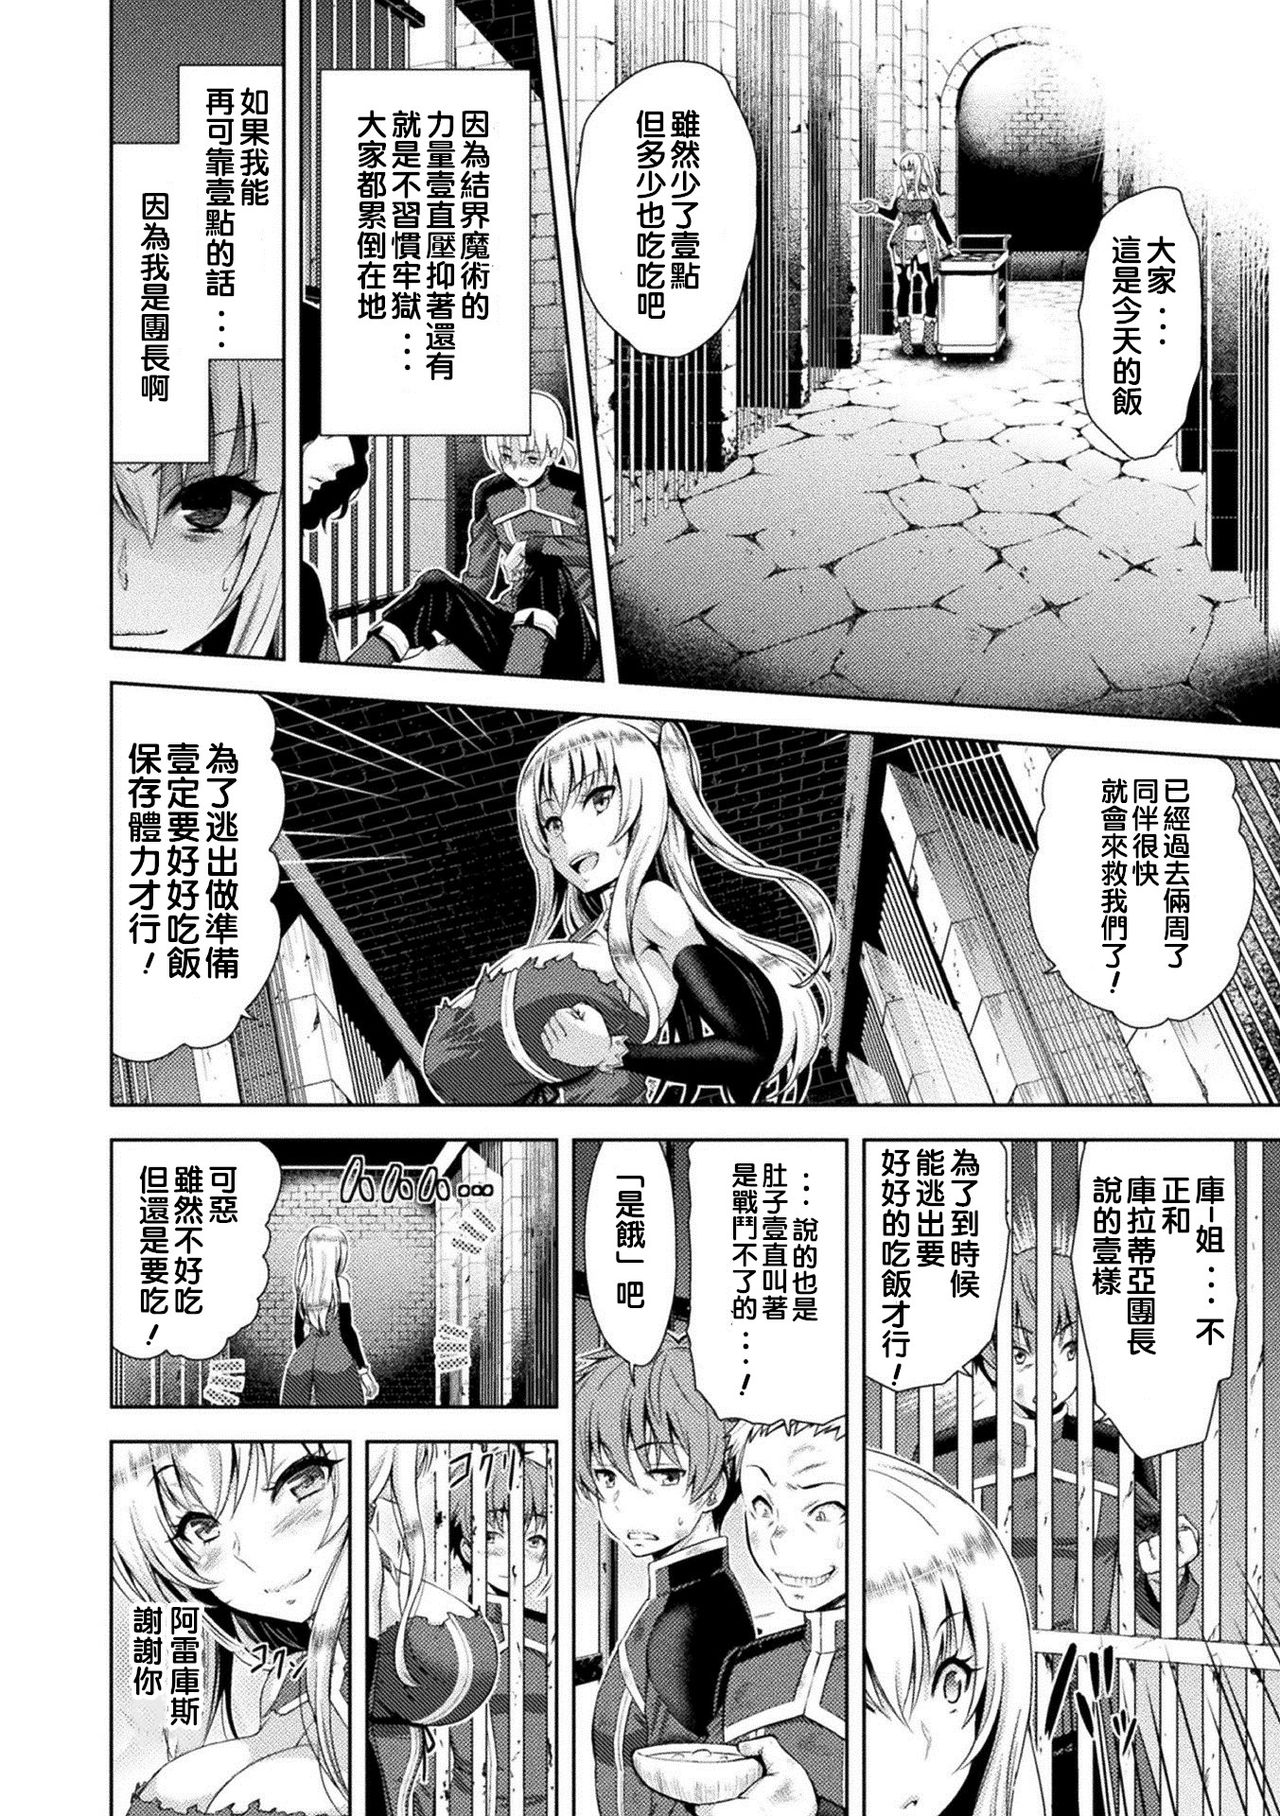 大家...
這是今天的飯
雖然少了壹點
但多少也吃吃吧
因為結界魔術的
力量壹直壓抑著還有
就是不習慣牢獄...
大家都累倒在地
如果我能
再可靠壹點的話...
因為我是團長啊
已經過去倆周了
同伴很快
就會來救我們了！
為了逃出做準備
壹定要好好吃飯
保存體力才行！
庫-姐...不
正和
庫拉蒂亞團長
說的壹樣
為了到時候
能逃出要
好好的吃飯才行！
...說的也是
肚子壹直叫著
是戰鬥不了的...！
「是餓」吧
可惡
雖然不好吃
但還是要吃！
コクッ
コクン
阿雷庫斯
謝謝你